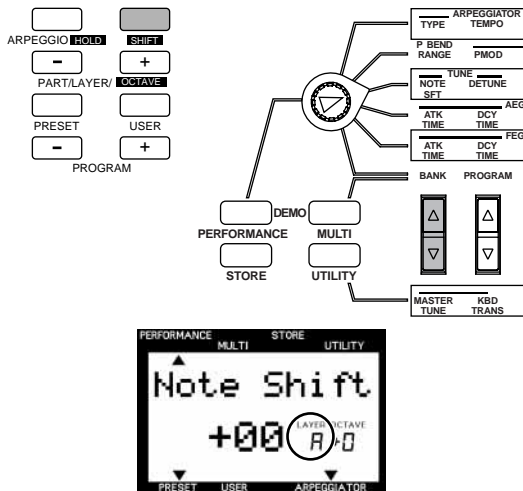 ARPEGGIO HOLD SHIFT
− +
PART/LAYER/ OCTAVE
PRESET USER
− +
PROGRAM
ARPEGGIATOR
TYPE TEMPO
P BEND
RANGE PMOD
TUNE
NOTE
SFT DETUNE
AEG
ATK
TIME DCY
TIME
FEG
ATK
TIME DCY
TIME
BANK PROGRAM
DEMO
PERFORMANCE MULTI
STORE UTILITY
MASTER
TUNE KBD
TRANS
PERFORMANCE MULTI STORE UTILITY
Note Shift
LAYER OCTAVE
+00 A +0
PRESET USER ARPEGGIATOR